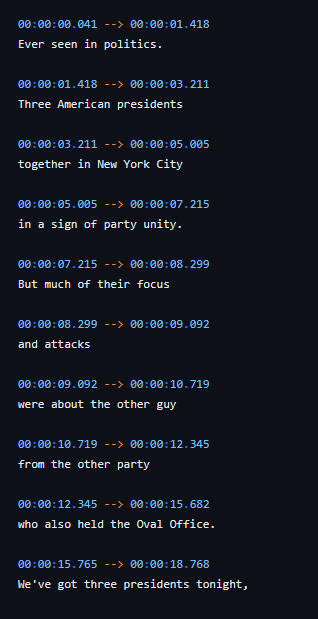 00:00:00.041 --> 00:00:01.418
Ever seen in politics.
00:00:01.418 --> 00:00:03.211
Three American presidents
00:00:03.211 --> 00:00:05.005
together in New York City
00:00:05.005 --> 00:00:07.215
in a sign of party unity.
00:00:07.215 --> 00:00:08.299
But much of their focus
00:00:08.299 --> 00:00:09.092
and attacks
00:00:09.092 --> 00:00:10.719
were about the other guy
00:00:10.719 --> 00:00:12.345
from the other party
00:00:12.345 --> 00:00:15.682
who also held the Oval Office.
00:00:15.765 --> 00:00:18.768
We've got three presidents tonight,